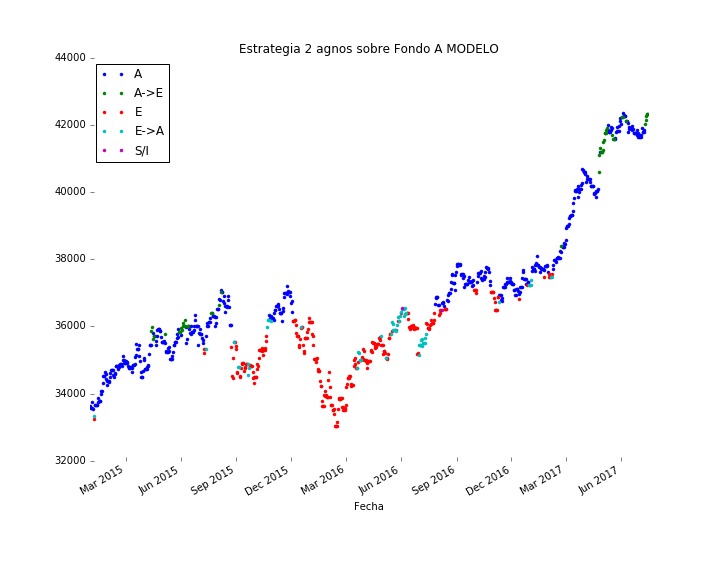 Estrategia 2 agnos sobre Fondo A MODELO
44000
42000
40000
38000
36000
34000
32000
A
A->E
E
E->A
S/I
Mar 2015
Jun 2015
Sep 2015
Dec 2015
Mar 2016
Jun 2016
Sep 2016
Dec 2016
Mar 2017
Jun 2017
Fecha